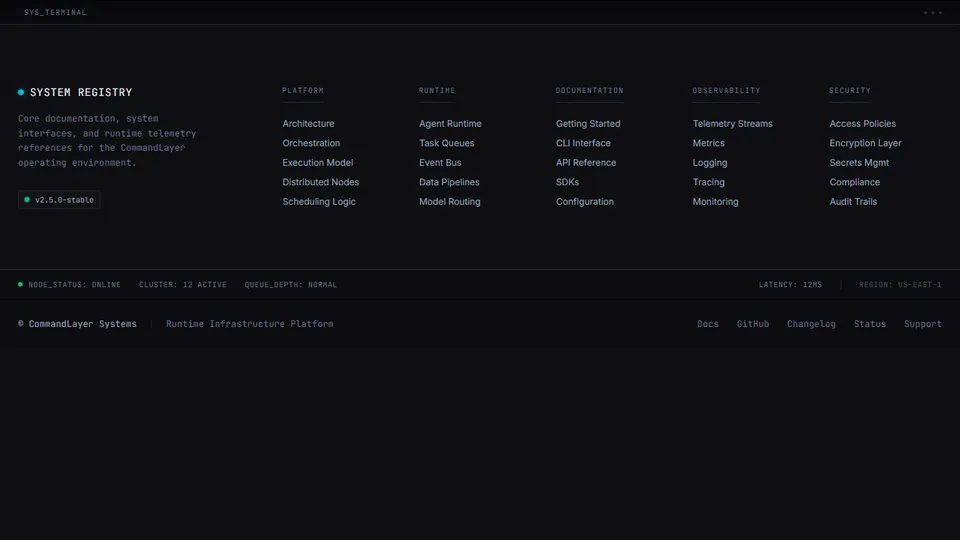 SYS_TERMINAL
SYSTEM REGISTRY
Core documentation, system
interfaces, and runtime telemetry
references for the CommandLayer
operating environment.
v2.5.0-stable
PLATFORM
Architecture
Orchestration
Execution Model
Distributed Nodes
Scheduling Logic
RUNTIME
Agent Runtime
Task Queues
Event Bus
Data Pipelines
Model Routing
DOCUMENTATION
Getting Started
CLI Interface
API Reference
SDKs
Configuration
OBSERVABILITY
Telemetry Streams
Metrics
Logging
Tracing
Monitoring
SECURITY
Access Policies
Encryption Layer
Secrets Mgmt
Compliance
Audit Trails
NODE_STATUS: ONLINE CLUSTER: 12 ACTIVE QUEUE_DEPTH: NORMAL LATENCY: 12MS REGION: US-EAST-1
© CommandLayer Systems Runtime Infrastructure Platform Docs GitHub Changelog Status Support